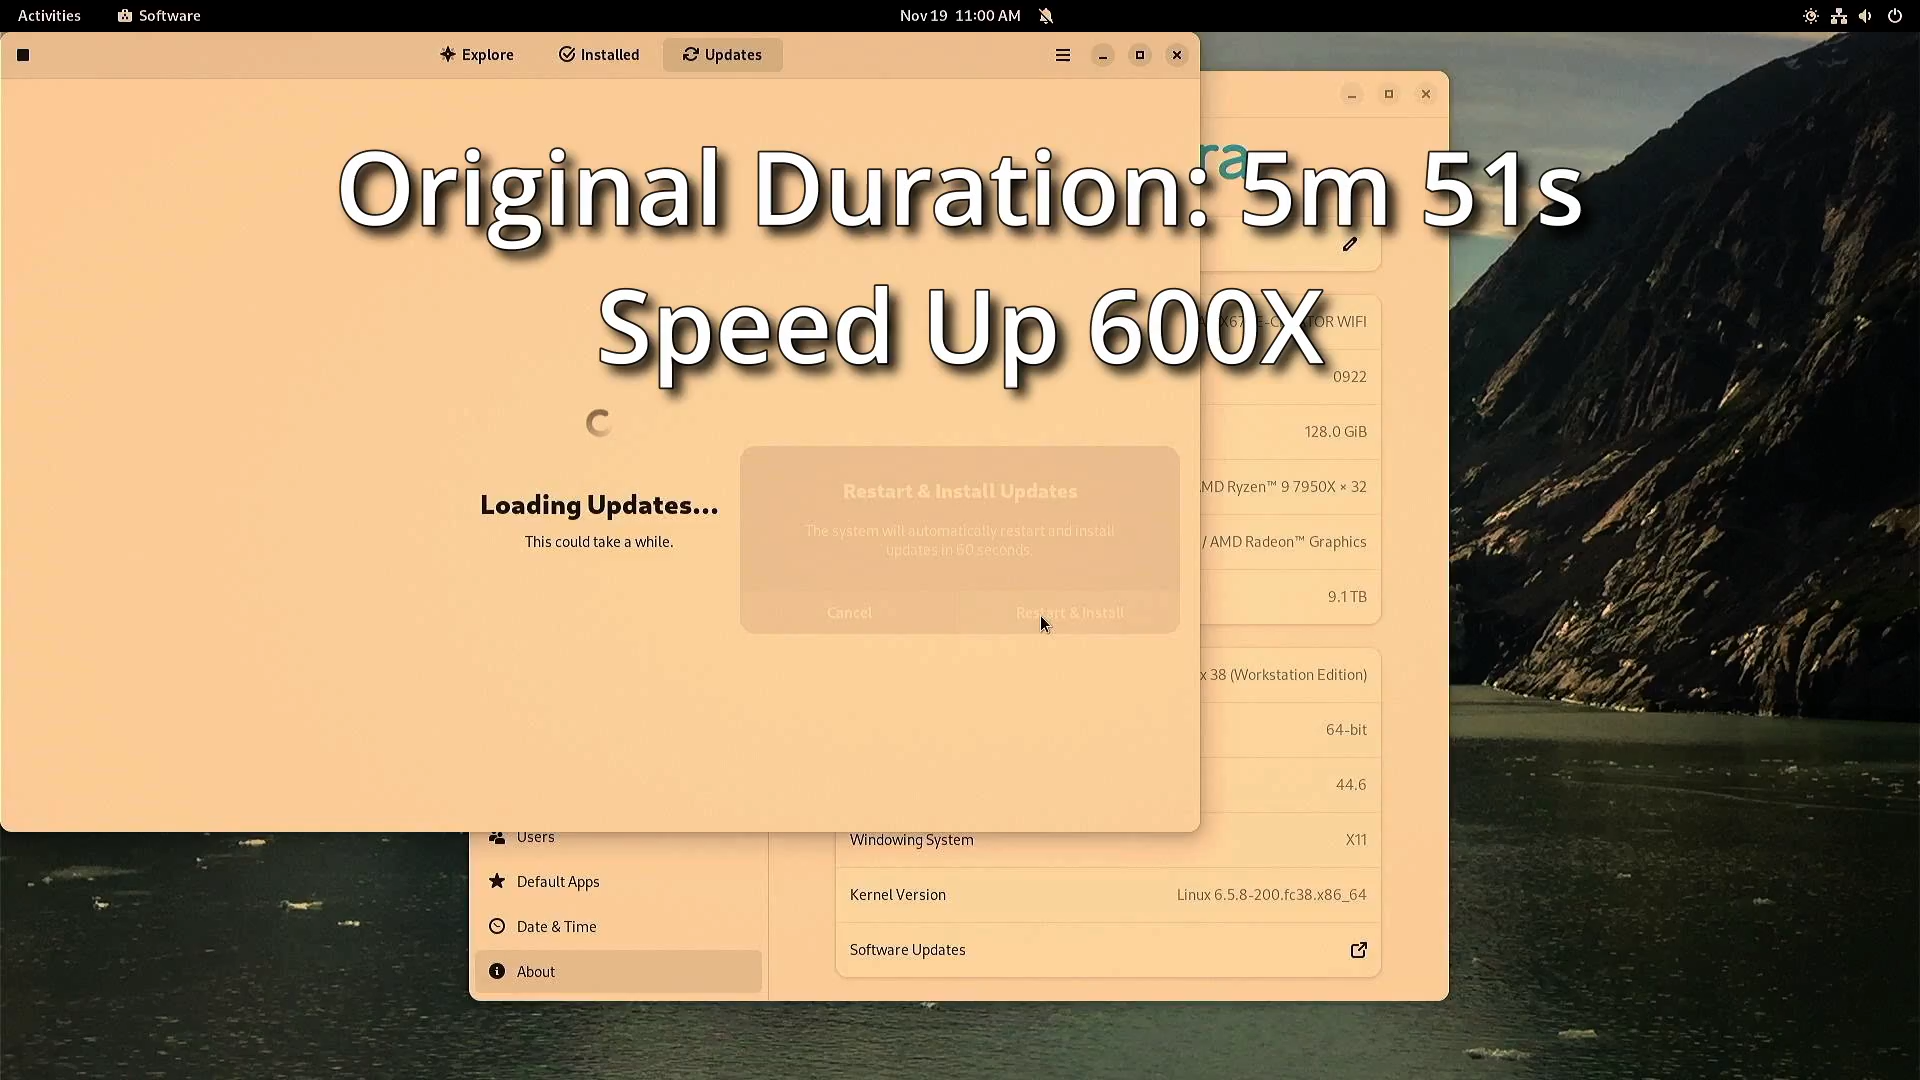 Activities Software Nov 19 11:00 AM
Explore Installed Updates
Original Duration: 5m 51s
Speed Up 600X
0922
128.0 GiB
Loading Updates...
This could take a while.
Restart & Install Updates
The system will automatically restart and install
updates in 60 seconds.
Cancel Restart & Install
MD Ryzen™ 9 7950X × 32
/ AMD Radeon™ Graphics
9.1 TB
x 38 (Workstation Edition)
64-bit
44.6
Users
Windowing System X11
Default Apps
Kernel Version Linux 6.5.8-200.fc38.x86_64
Date & Time
Software Updates
About